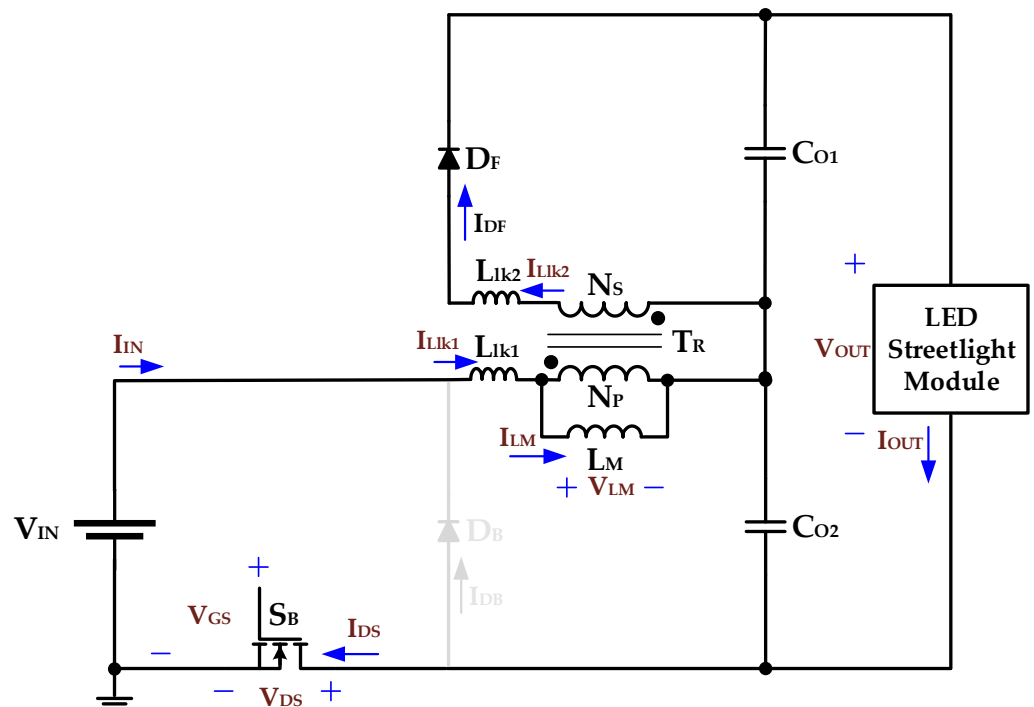 DF
CO1
IDF
+
Llk2
ILlk2
NS
LED
Streetlight
Module
IIN
ILlk1
Llk1
TR
VOUT
NP
−
ILM
IOUT
LM
+ VLM −
VIN
DB
CO2
+
IDB
VGS
SB
IDS
−
− VDS +